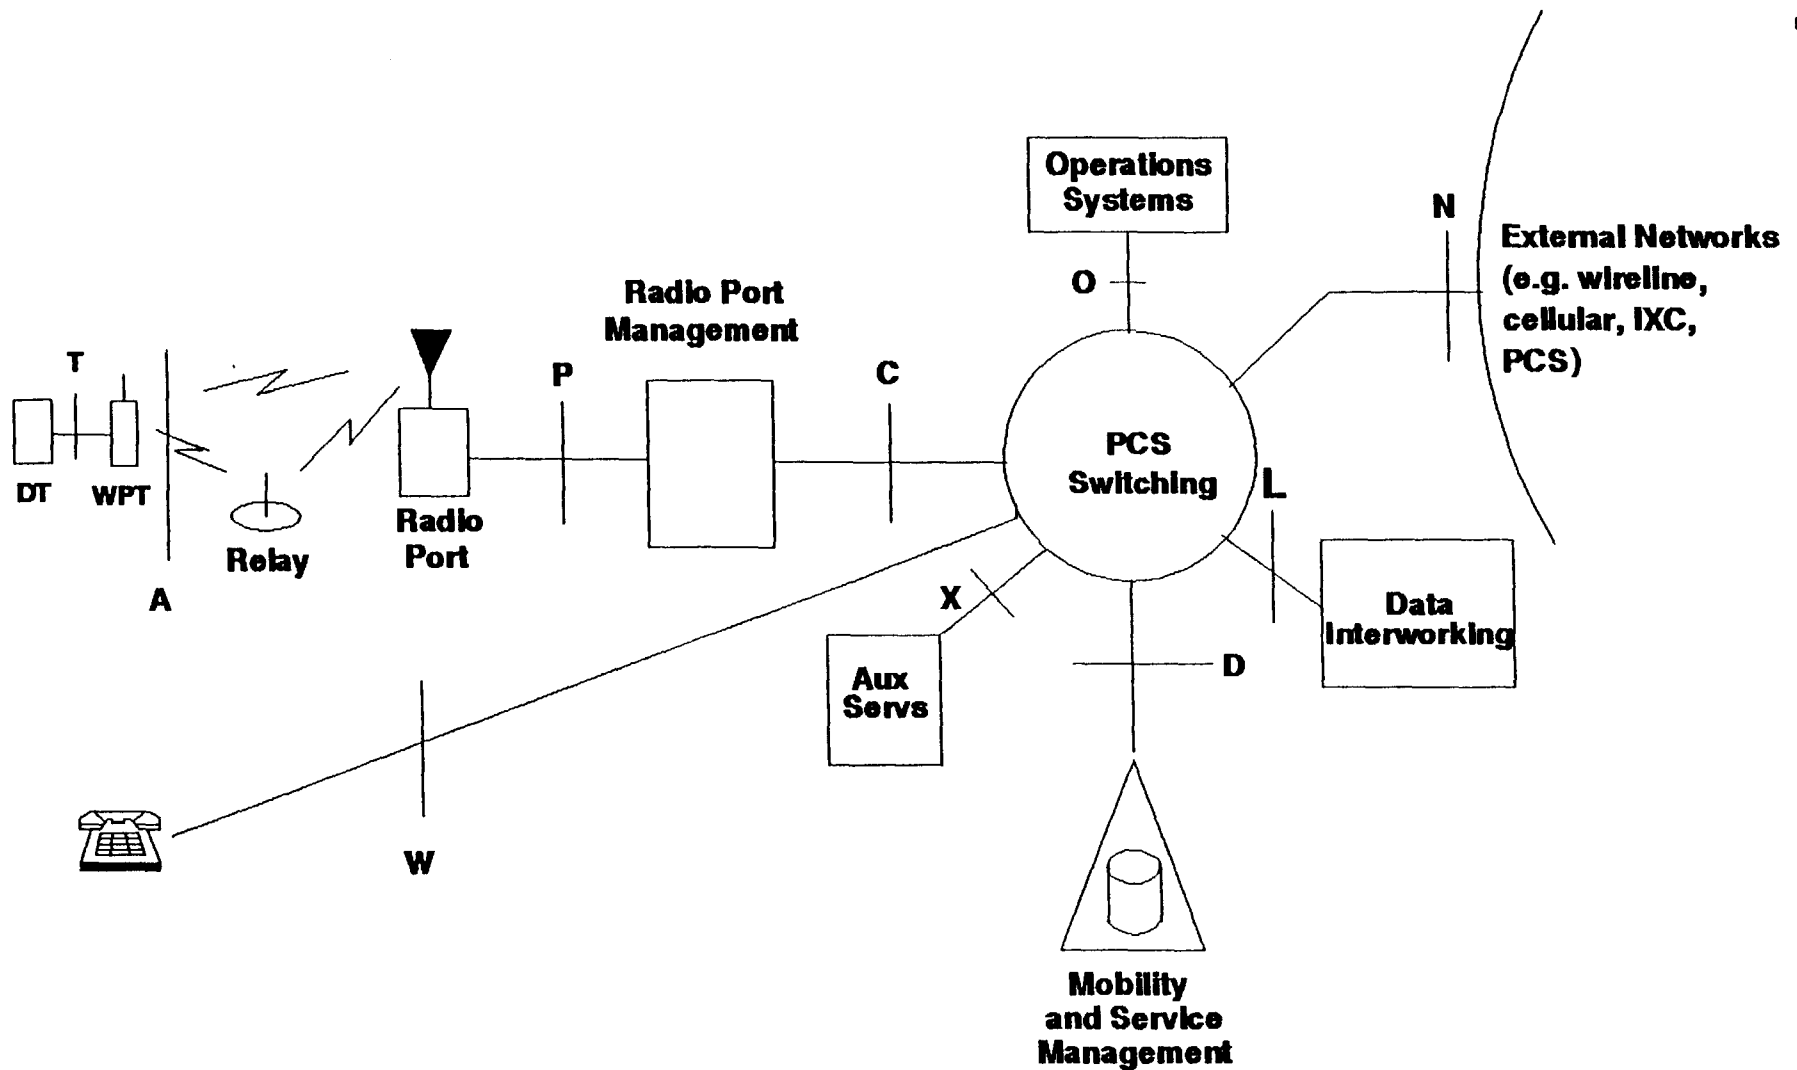 Operations
Systems
N
External Networks
(e.g. wireline,
cellular, IXC,
PCS)
O
Radio Port
Management
T
P
C
PCS
Switching
L
DT
WPT
Radio
Port
Relay
A
X
Data
Interworking
D
Aux
Servs
W
Mobility
and Service
Management